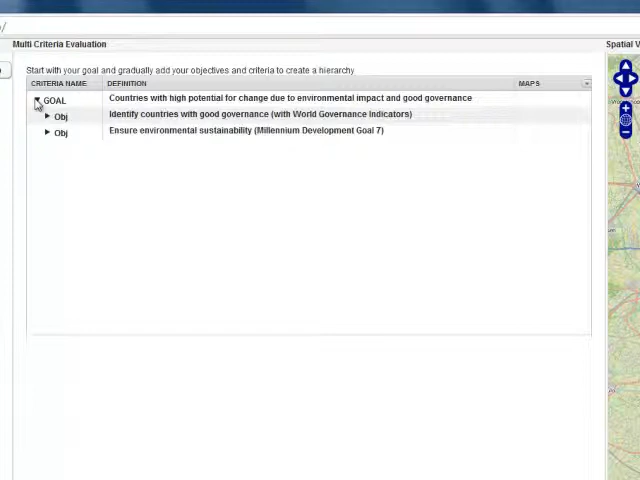 /
Multi Criteria Evaluation
Spatial V
Start with your goal and gradually add your objectives and criteria to create a hierarchy
CRITERIA NAME DEFINITION MAPS
GOAL Countries with high potential for change due to environmental impact and good governance
Obj Identify countries with good governance (with World Governance Indicators)
Obj Ensure environmental sustainability (Millennium Development Goal 7)